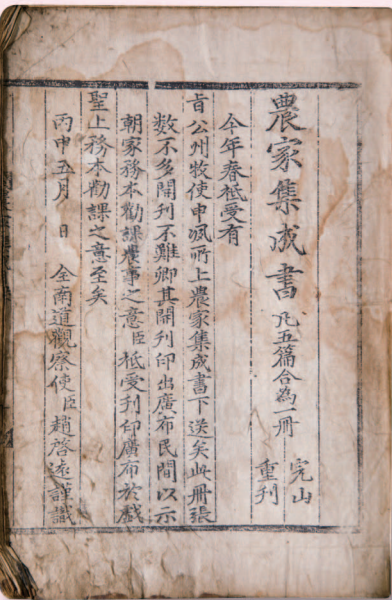 農家集成書 凡五篇合為一冊 完山重刊
今年春祗受有
旨公州牧使申洬所上農家集成書下送矣此冊張
数不多開刊不難卿其開刊印出廣布民間以示
朝家務本勸課農事之意臣祗受刊印廣布於戲
聖上務本勸課之意至矣
丙申五月 日 全南道觀察使臣趙啓遠謹識